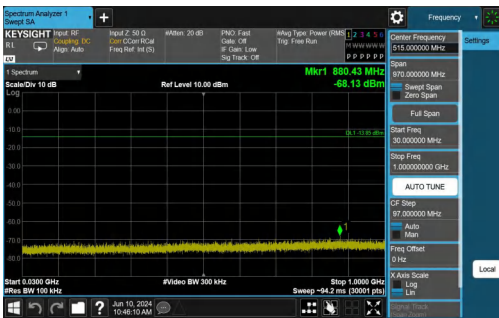 Spectrum Analyzer 1
Swept SA
+
Frequency
KEYSIGHT
RL
Input: RF
Coupling: DC
Align: Auto
Input Z: 50 Ω
Corr CCorr RCal
Freq Ref: Int (S)
#Atten: 20 dB
PNO: Fast
Gate: Off
IF Gain: Low
Sig Track: Off
#Avg Type: Power (RMS
Trig: Free Run
1 2 3 4 5 6
M W W W W W
P P P P P P
Center Frequency
515.000000 MHz
Settings
1 Spectrum
Scale/Div 10 dB
Log
Ref Level 10.00 dBm
Mkr1 880.43 MHz
-68.13 dBm
Span
970.000000 MHz
Swept Span
Zero Span
Full Span
Start Freq
30.000000 MHz
Stop Freq
1.000000000 GHz
AUTO TUNE
CF Step
97.000000 MHz
Auto
Man
Freq Offset
0 Hz
X Axis Scale
Log
Lin
Local
0.00
-10.0
DL1 -13.85 dBm
-20.0
-30.0
-40.0
-50.0
-60.0
1
-70.0
-80.0
Start 0.0300 GHz
#Res BW 100 kHz
#Video BW 300 kHz
Stop 1.0000 GHz
Sweep ~94.2 ms (30001 pts)
?
Jun 10, 2024
10:46:10 AM
Signal Track